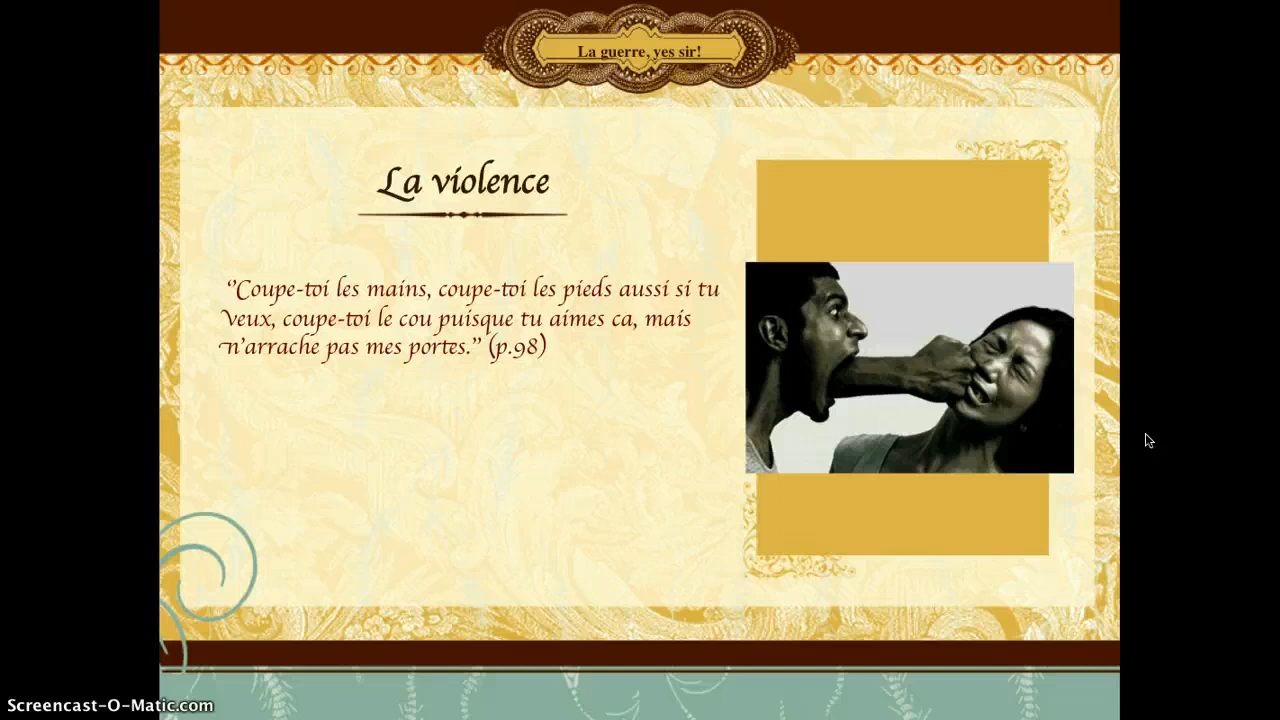 La guerre, yes sir!
La violence
"Coupe-toi les mains, coupe-toi les pieds aussi si tu
veux, coupe-toi le cou puisque tu aimes ca, mais
n'arrache pas mes portes." (p.98)
Screencast-O-Matic.com